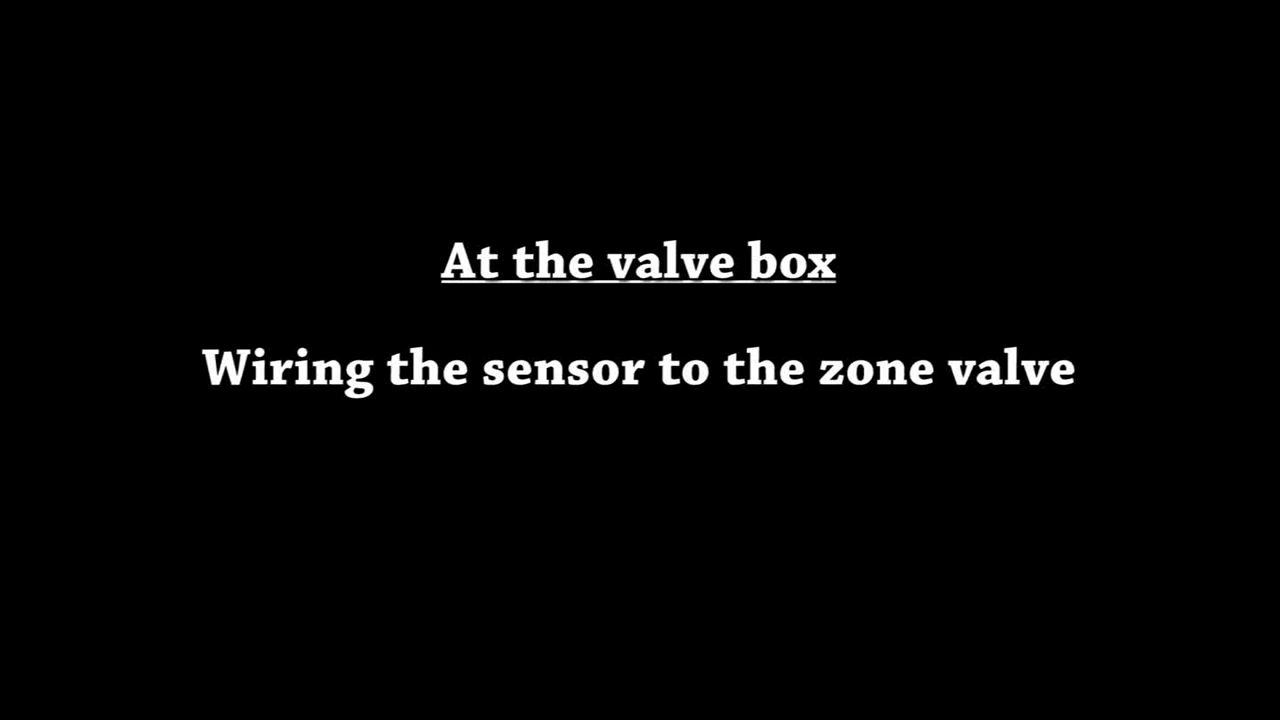 At the valve box
Wiring the sensor to the zone valve